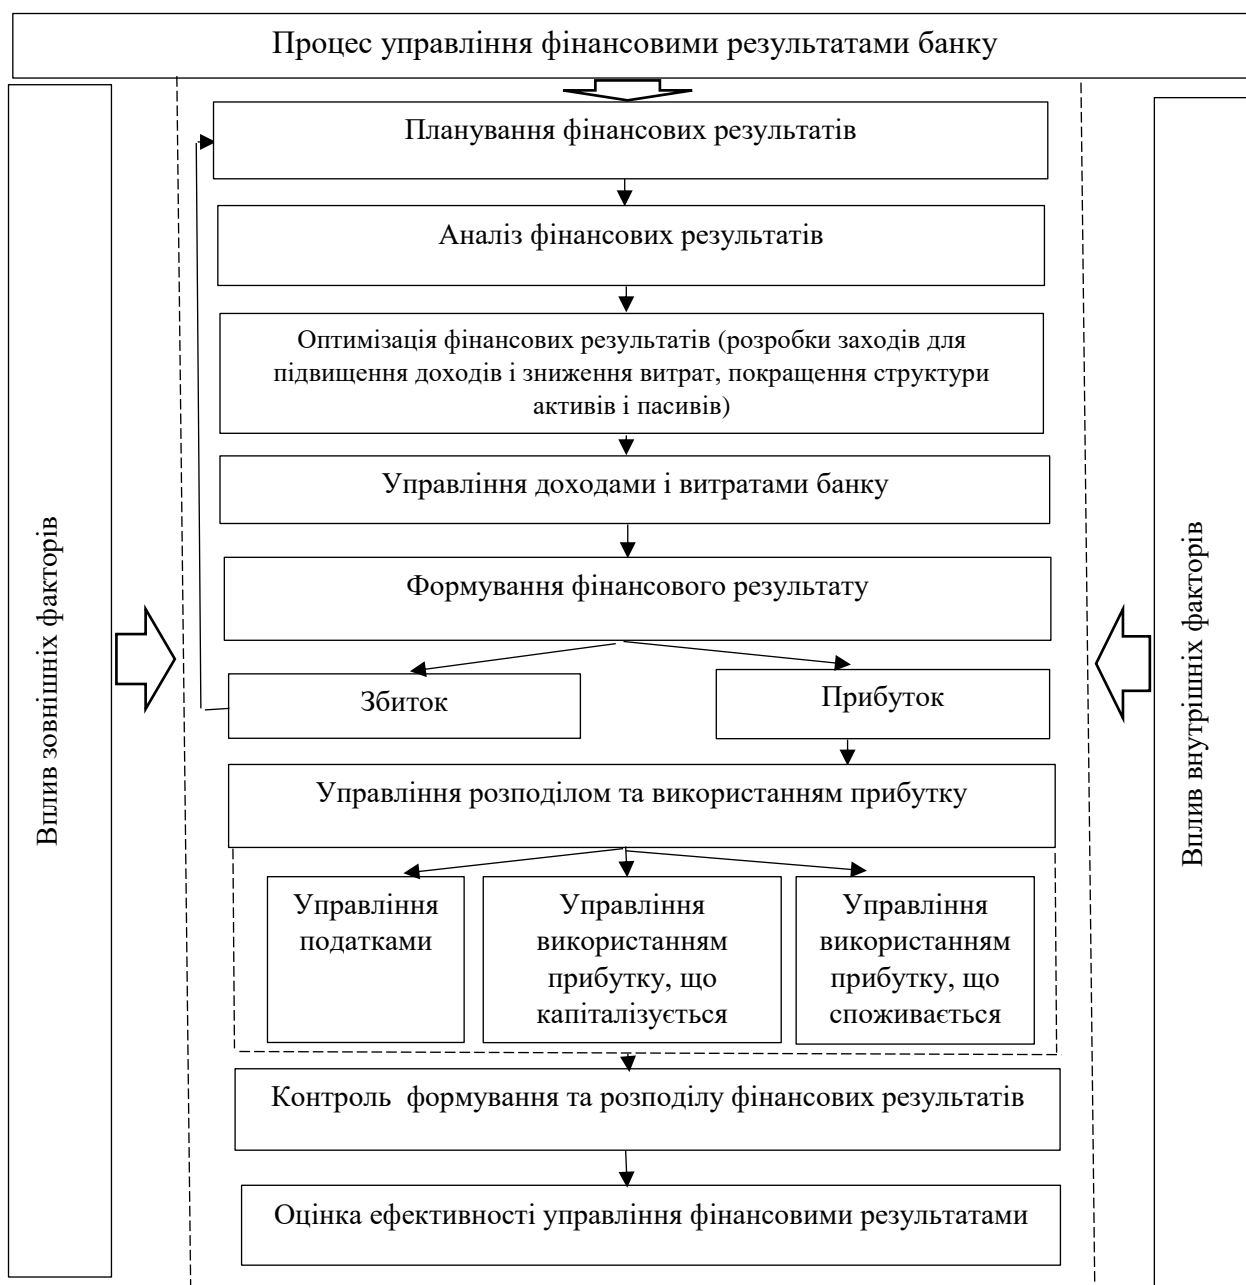 Процес управління фінансовими результатами банку
Планування фінансових результатів
Аналіз фінансових результатів
Оптимізація фінансових результатів (розробки заходів для
підвищення доходів і зниження витрат, покращення структури
активів і пасивів)
Управління доходами і витратами банку
Формування фінансового результату
Збиток
Прибуток
Управління розподілом та використанням прибутку
Управління
податками
Управління
використанням
прибутку, що
капіталізується
Управління
використанням
прибутку, що
споживається
Контроль  формування та розподілу фінансових результатів
Оцінка ефективності управління фінансовими результатами
Вплив зовнішніх факторів
Вплив внутрішніх факторів